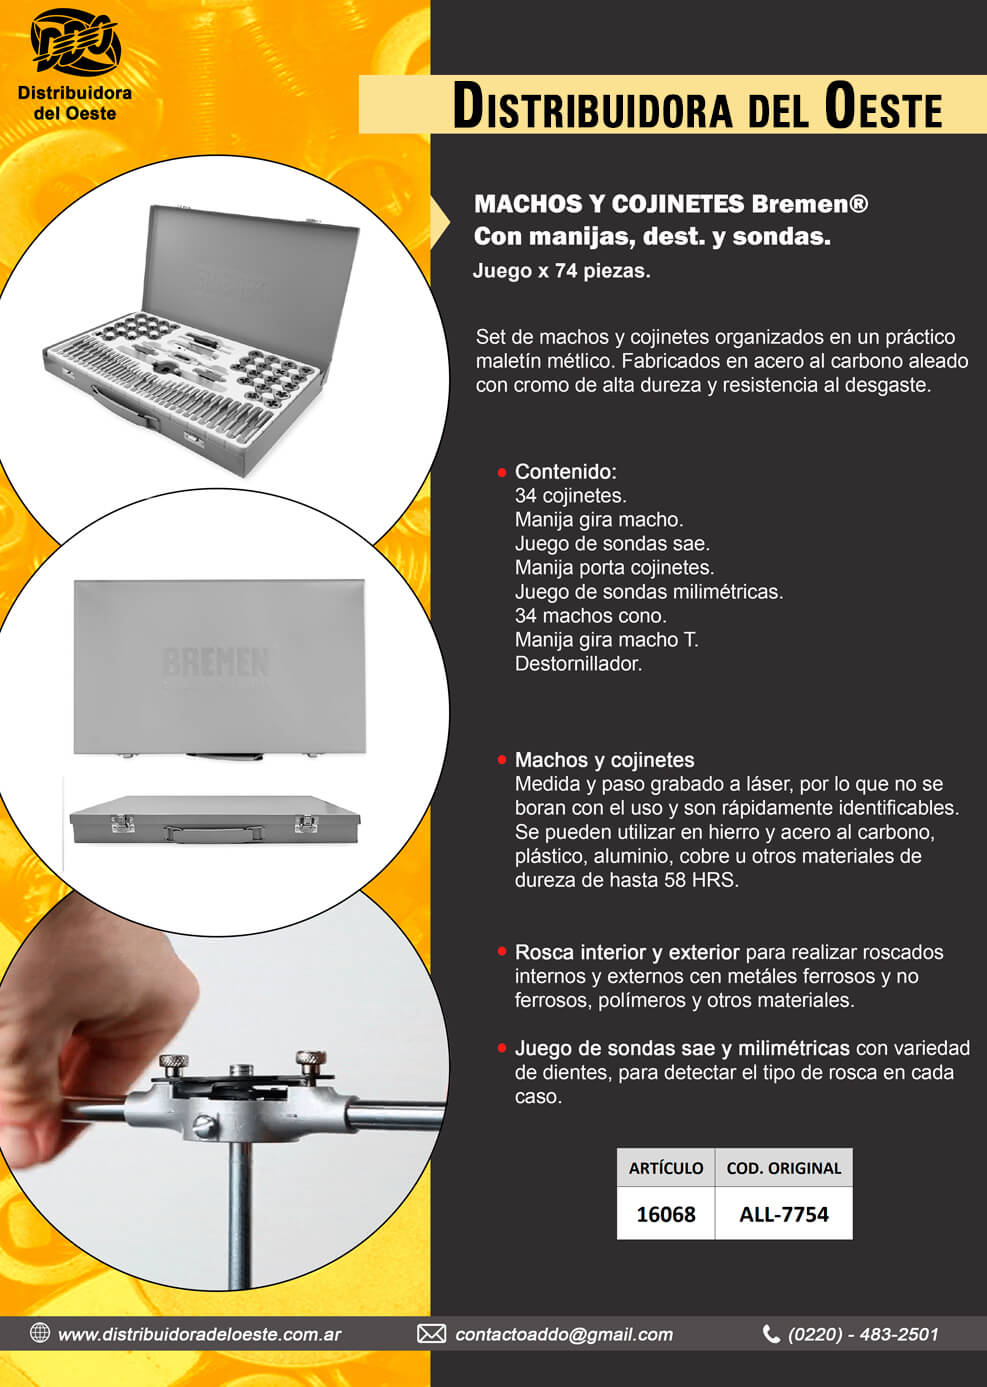 DDO
Distribuidora
del Oeste
DISTRIBUIDORA DEL OESTE
MACHOS Y COJINETES Bremen®
Con manijas, dest. y sondas.
Juego x 74 piezas.
Set de machos y cojinetes organizados en un práctico
maletín métlico. Fabricados en acero al carbono aleado
con cromo de alta dureza y resistencia al desgaste.
Contenido:
34 cojinetes.
Manija gira macho.
Juego de sondas sae.
Manija porta cojinetes.
Juego de sondas milimétricas.
34 machos cono.
Manija gira macho T.
Destornillador.
BREMEN
Machos y cojinetes
Medida y paso grabado a láser, por lo que no se
boran con el uso y son rápidamente identificables.
Se pueden utilizar en hierro y acero al carbono,
plástico, aluminio, cobre u otros materiales de
dureza de hasta 58 HRS.
Rosca interior y exterior para realizar roscados
internos y externos cen metáles ferrosos y no
ferrosos, polímeros y otros materiales.
Juego de sondas sae y milimétricas con variedad
de dientes, para detectar el tipo de rosca en cada
caso.
ARTÍCULO COD. ORIGINAL
16068 ALL-7754
www.distribuidoradeloeste.com.ar contactoaddo@gmail.com (0220) - 483-2501